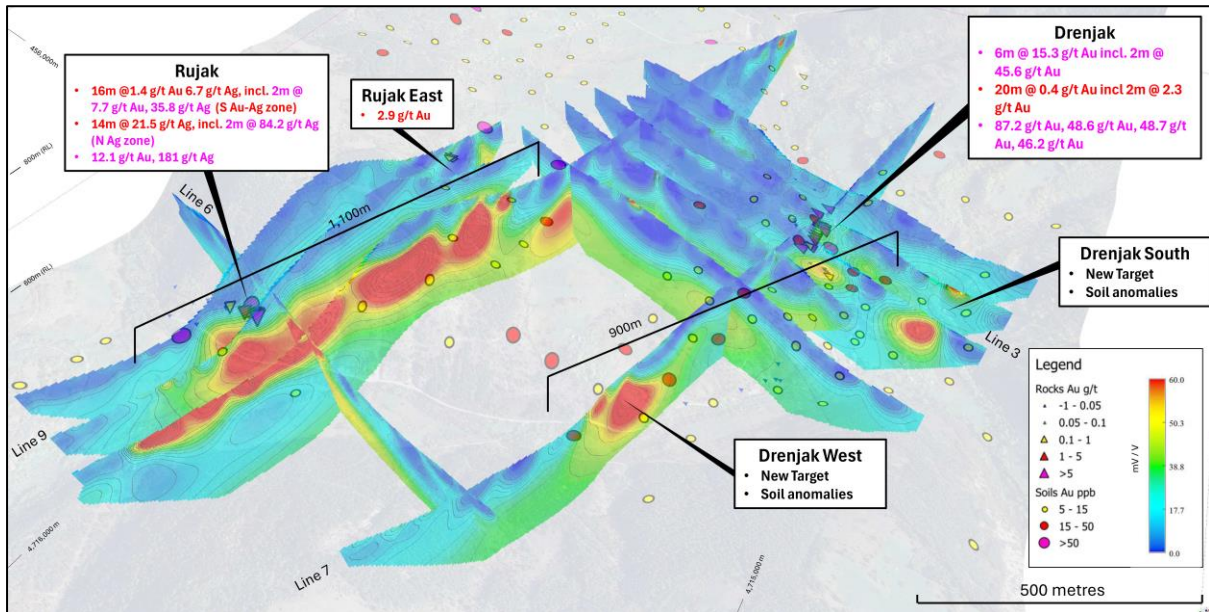 Rujak
• 16m @1.4 g/t Au 6.7 g/t Ag, incl. 2m @
7.7 g/t Au, 35.8 g/t Ag (S Au-Ag zone)
• 14m @ 21.5 g/t Ag, incl. 2m @ 84.2 g/t Ag
(N Ag zone)
• 12.1 g/t Au, 181 g/t Ag
Rujak East
• 2.9 g/t Au
Drenjak
• 6m @ 15.3 g/t Au incl. 2m @
45.6 g/t Au
• 20m @ 0.4 g/t Au incl 2m @ 2.3
g/t Au
• 87.2 g/t Au, 48.6 g/t Au, 48.7 g/t
Au, 46.2 g/t Au
800m (RL)
600m (RL)
Line 6
1,100m
Drenjak South
• New Target
• Soil anomalies
900m
Line 3
Line 9
Drenjak West
• New Target
• Soil anomalies
Line 7
500 metres
Legend
Rocks Au g/t
-1 - 0.05
0.05 - 0.1
0.1 - 1
1 - 5
>5
Soils Au ppb
5 - 15
15 - 50
>50
mV / V
60.0
50.3
38.8
17.7
0.0